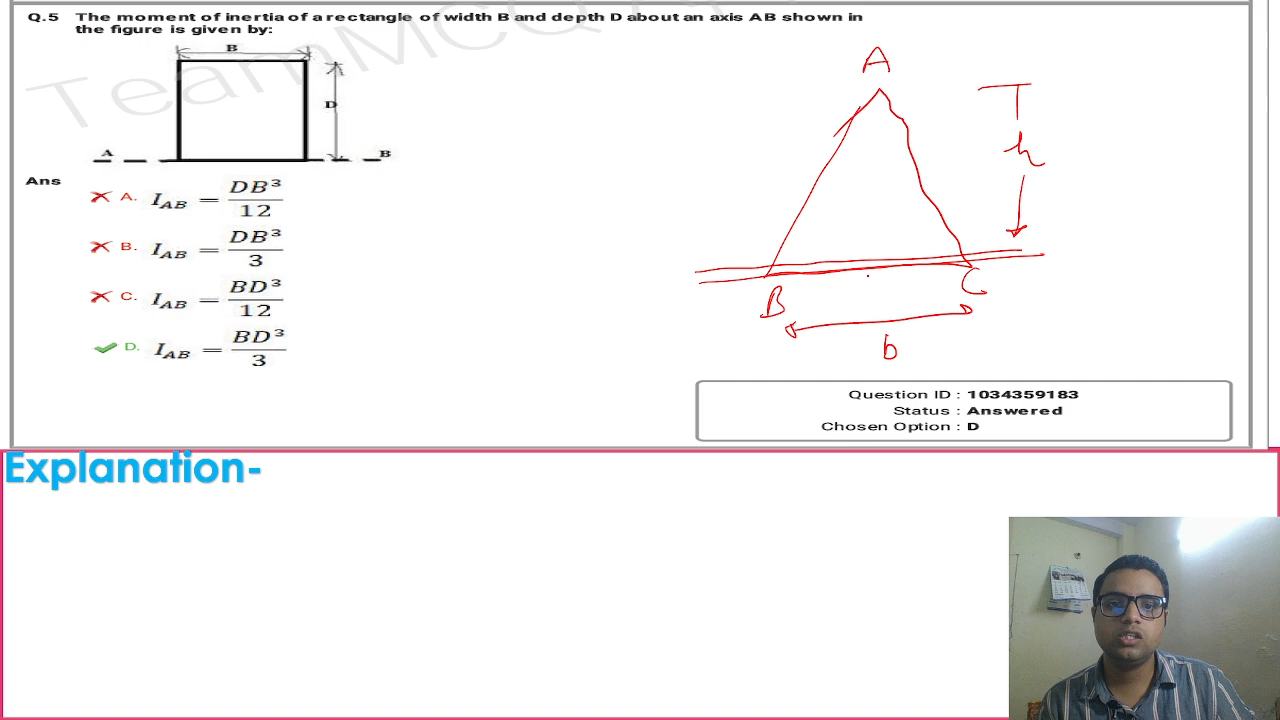 Q.5 The moment of inertia of a rectangle of width B and depth D about an axis AB shown in
the figure is given by:
TeamMCQ
B
D
A B
Ans
A. I_AB = DB³/12
B. I_AB = DB³/3
C. I_AB = BD³/12
D. I_AB = BD³/3
A
h
B C
b
Question ID : 1034359183
Status : Answered
Chosen Option : D
Explanation-